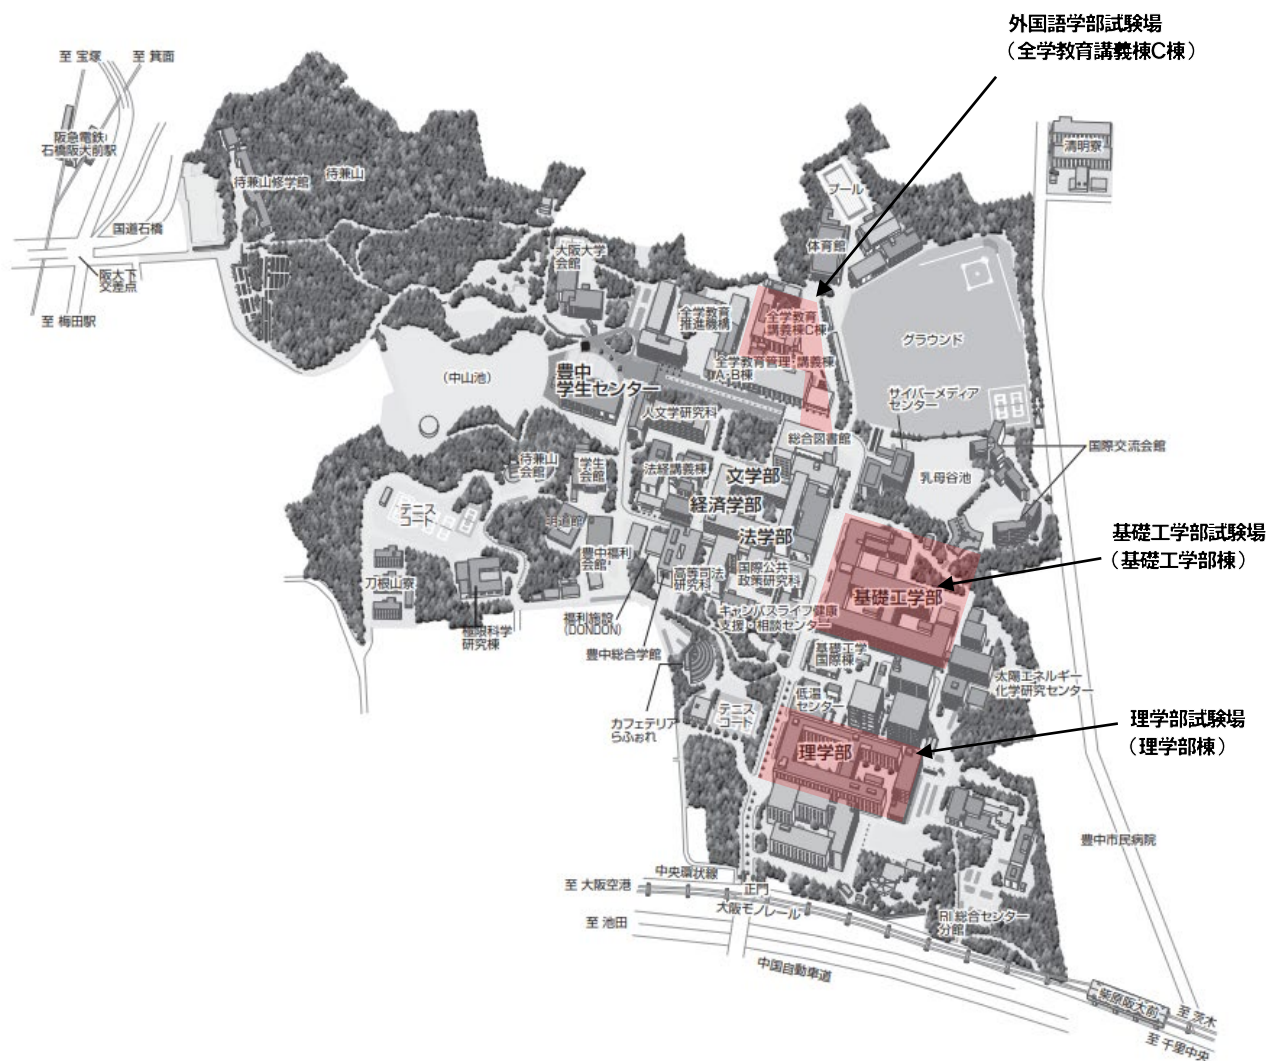 外国語学部試験場
（全学教育講義棟C棟）
至 宝塚
至 箕面
阪急電鉄
石橋阪大前駅
清明寮
待兼山修学館
待兼山
プール
国道石橋
体育館
大阪大学
会館
阪大下
交差点
全学教育
推進機構
全学教育
講義棟C棟
至 梅田駅
グラウンド
全学教育管理・講義棟
A・B棟
（中山池）
豊中
学生センター
サイバーメディア
センター
人文学研究科
総合図書館
国際交流会館
待兼山
会館
学生
会館
法経講義棟
文学部
乳母谷池
経済学部
テニス
コート
明道館
法学部
基礎工学部試験場
（基礎工学部棟）
豊中福利
会館
高等司法
研究科
国際公共
政策研究科
刀根山寮
基礎工学部
福利施設
(DONDON)
キャンパスライフ健康
支援・相談センター
極限科学
研究棟
豊中総合学館
基礎工学
国際棟
太陽エネルギー
化学研究センター
低温
センター
テニス
コート
カフェテリア
らふぉれ
理学部試験場
（理学部棟）
理学部
豊中市民病院
中央環状線
至 大阪空港
正門
大阪モノレール
至 池田
RI 総合センター
分館
中国自動車道
柴原阪大前
至 茨木
至 千里中央